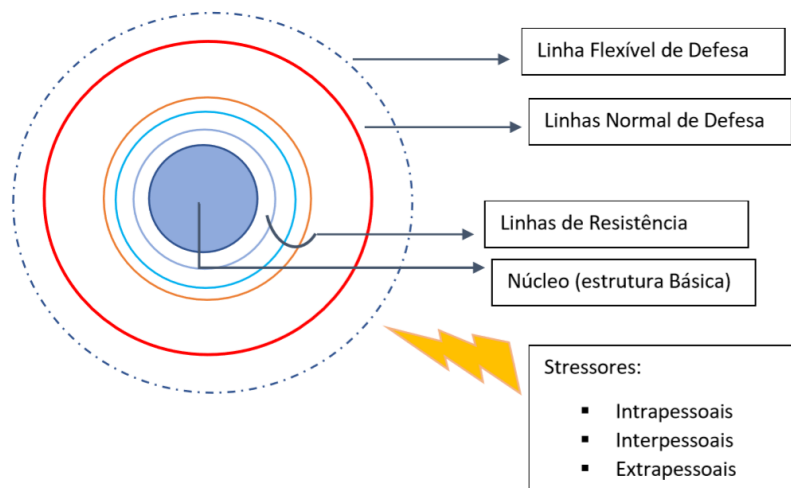 Linha Flexível de Defesa
Linhas Normal de Defesa
Linhas de Resistência
Núcleo (estrutura Básica)
Stressores:
▪ Intrapessoais
▪ Interpessoais
▪ Extrapessoais